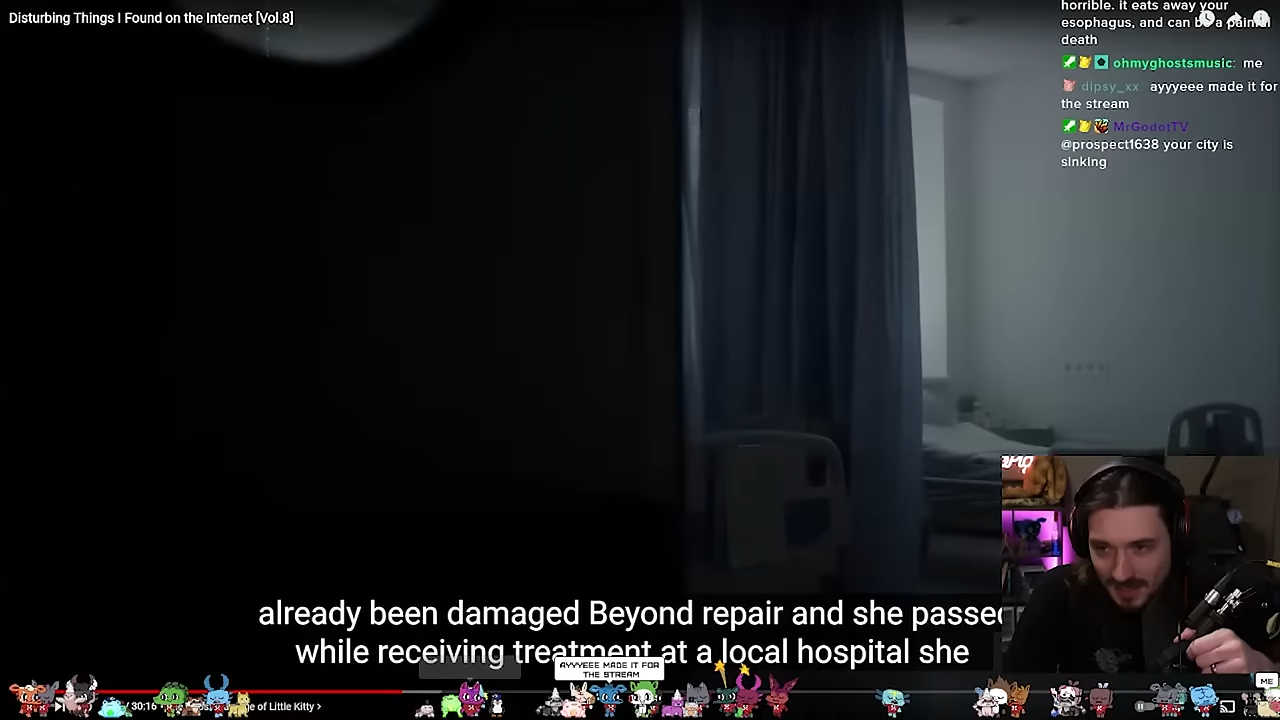 Disturbing Things I Found on the Internet [Vol.8]
horrible. it eats away your
esophagus, and can be a painful
death
ohmyghostsmusic: me
dipsy_xx: ayyyeee made it for
the stream
MrGodotTV
@prospect1638 your city is
sinking
already been damaged Beyond repair and she passed
while receiving treatment at a local hospital she
AYYYEEE MADE IT FOR
THE STREAM
ME
/ 30:16
e of Little Kitty >